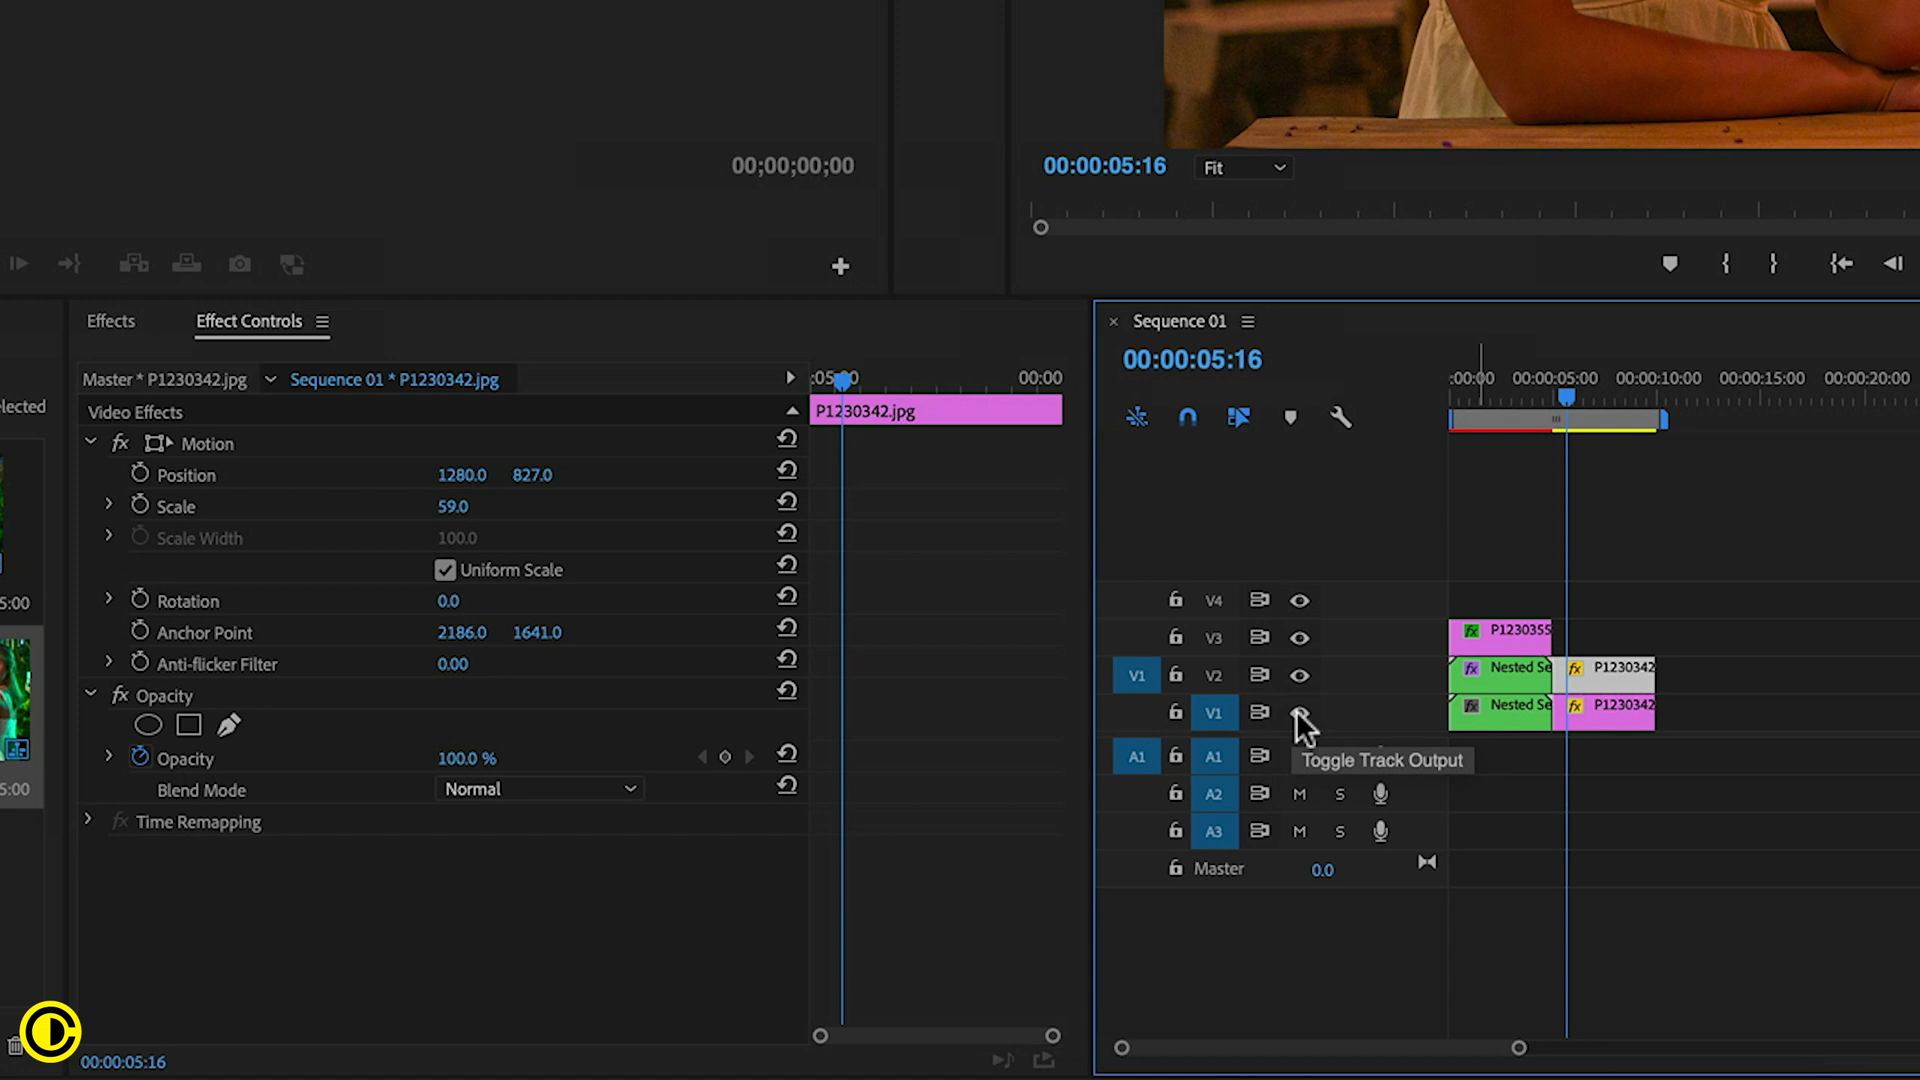 00;00;00;00
00:00:05:16
Fit
Effects
Effect Controls
Sequence 01
00:00:05:16
Master * P1230342.jpg
Sequence 01 * P1230342.jpg
00:00
:00:00
00:00:05:00
00:00:10:00
00:00:15:00
00:00:20:00
lected
Video Effects
P1230342.jpg
fx
Motion
Position
1280.0
827.0
Scale
59.0
Scale Width
100.0
Uniform Scale
5:00
Rotation
0.0
V4
Anchor Point
2186.0
1641.0
V3
fx
P1230355
Anti-flicker Filter
0.00
V1
V2
fx
Nested Se
fx
P1230342
fx
Opacity
V1
fx
Nested Se
fx
P1230342
Opacity
100.0 %
A1
A1
Toggle Track Output
5:00
Blend Mode
Normal
A2
M
S
fx
Time Remapping
A3
M
S
Master
0.0
00:00:05:16